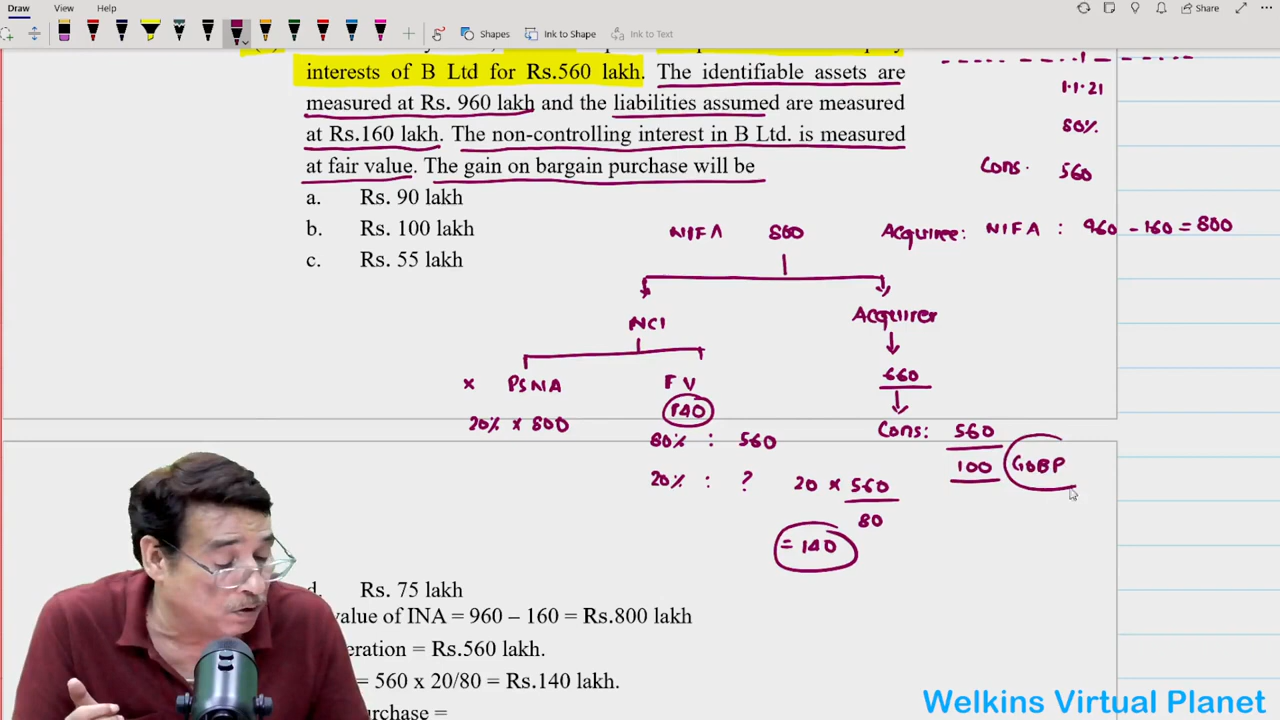 Draw View Help
Shapes Ink to Shape Ink to Text Share
interests of B Ltd for Rs.560 lakh. The identifiable assets are
measured at Rs. 960 lakh and the liabilities assumed are measured
at Rs.160 lakh. The non-controlling interest in B Ltd. is measured
at fair value. The gain on bargain purchase will be
1.1.21
80%
Cons. 560
a. Rs. 90 lakh
b. Rs. 100 lakh
c. Rs. 55 lakh
NIFA 800
Acquiree: NIFA : 960 - 160 = 800
NCI
Acquirer
x PSNA
FV
660
20% x 800
140
Cons: 560
80% : 560
100 GOBP
20% : ? 20 x 560
80
= 140
d. Rs. 75 lakh
value of INA = 960 – 160 = Rs.800 lakh
eration = Rs.560 lakh.
= 560 x 20/80 = Rs.140 lakh.
urchase =
Welkins Virtual Planet